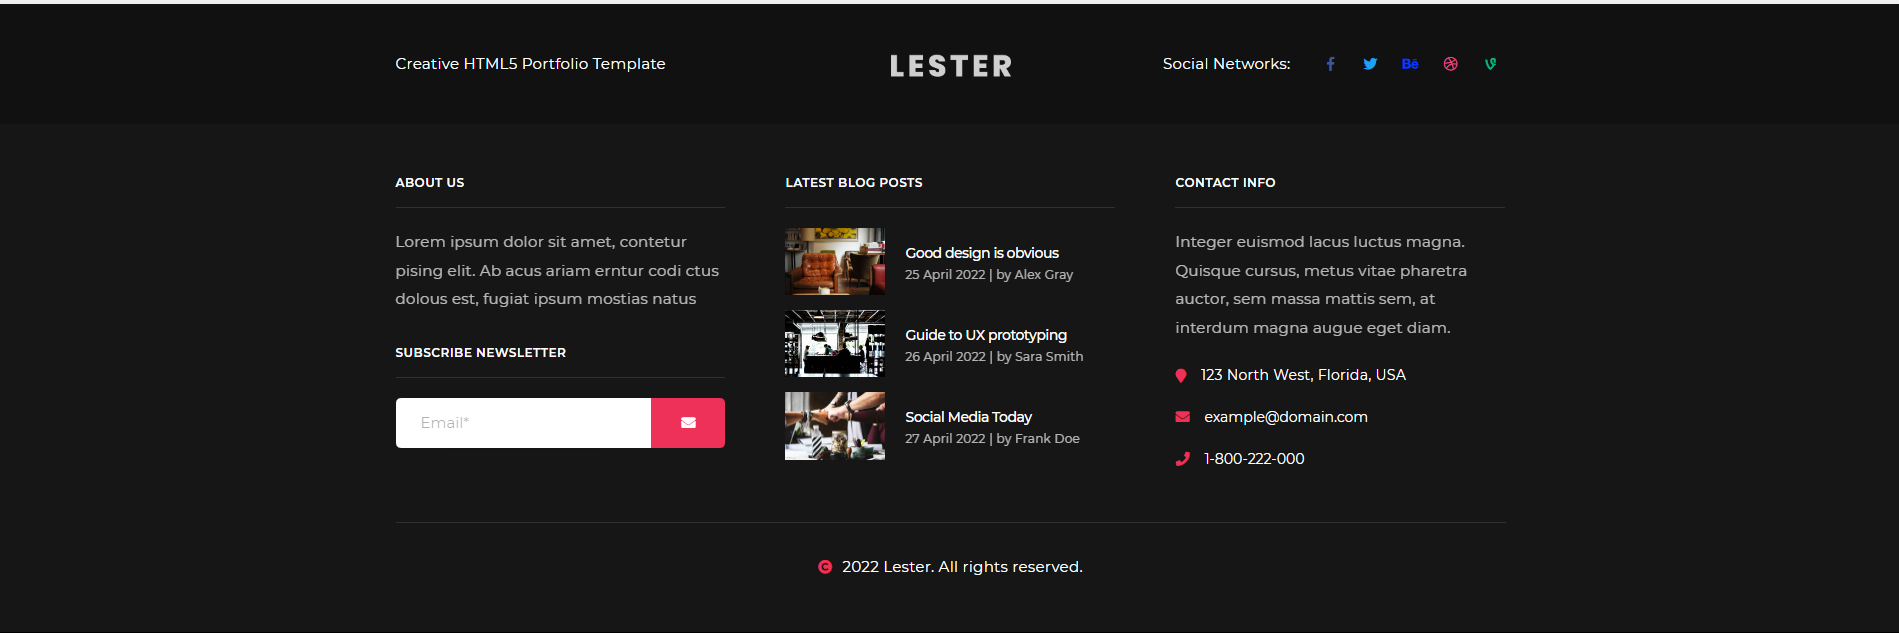 Creative HTML5 Portfolio Template
LESTER
Social Networks:
Bē
ABOUT US
Lorem ipsum dolor sit amet, contetur
pising elit. Ab acus ariam erntur codi ctus
dolous est, fugiat ipsum mostias natus
SUBSCRIBE NEWSLETTER
Email*
LATEST BLOG POSTS
Good design is obvious
25 April 2022 | by Alex Gray
Guide to UX prototyping
26 April 2022 | by Sara Smith
Social Media Today
27 April 2022 | by Frank Doe
CONTACT INFO
Integer euismod lacus luctus magna.
Quisque cursus, metus vitae pharetra
auctor, sem massa mattis sem, at
interdum magna augue eget diam.
123 North West, Florida, USA
example@domain.com
1-800-222-000
© 2022 Lester. All rights reserved.